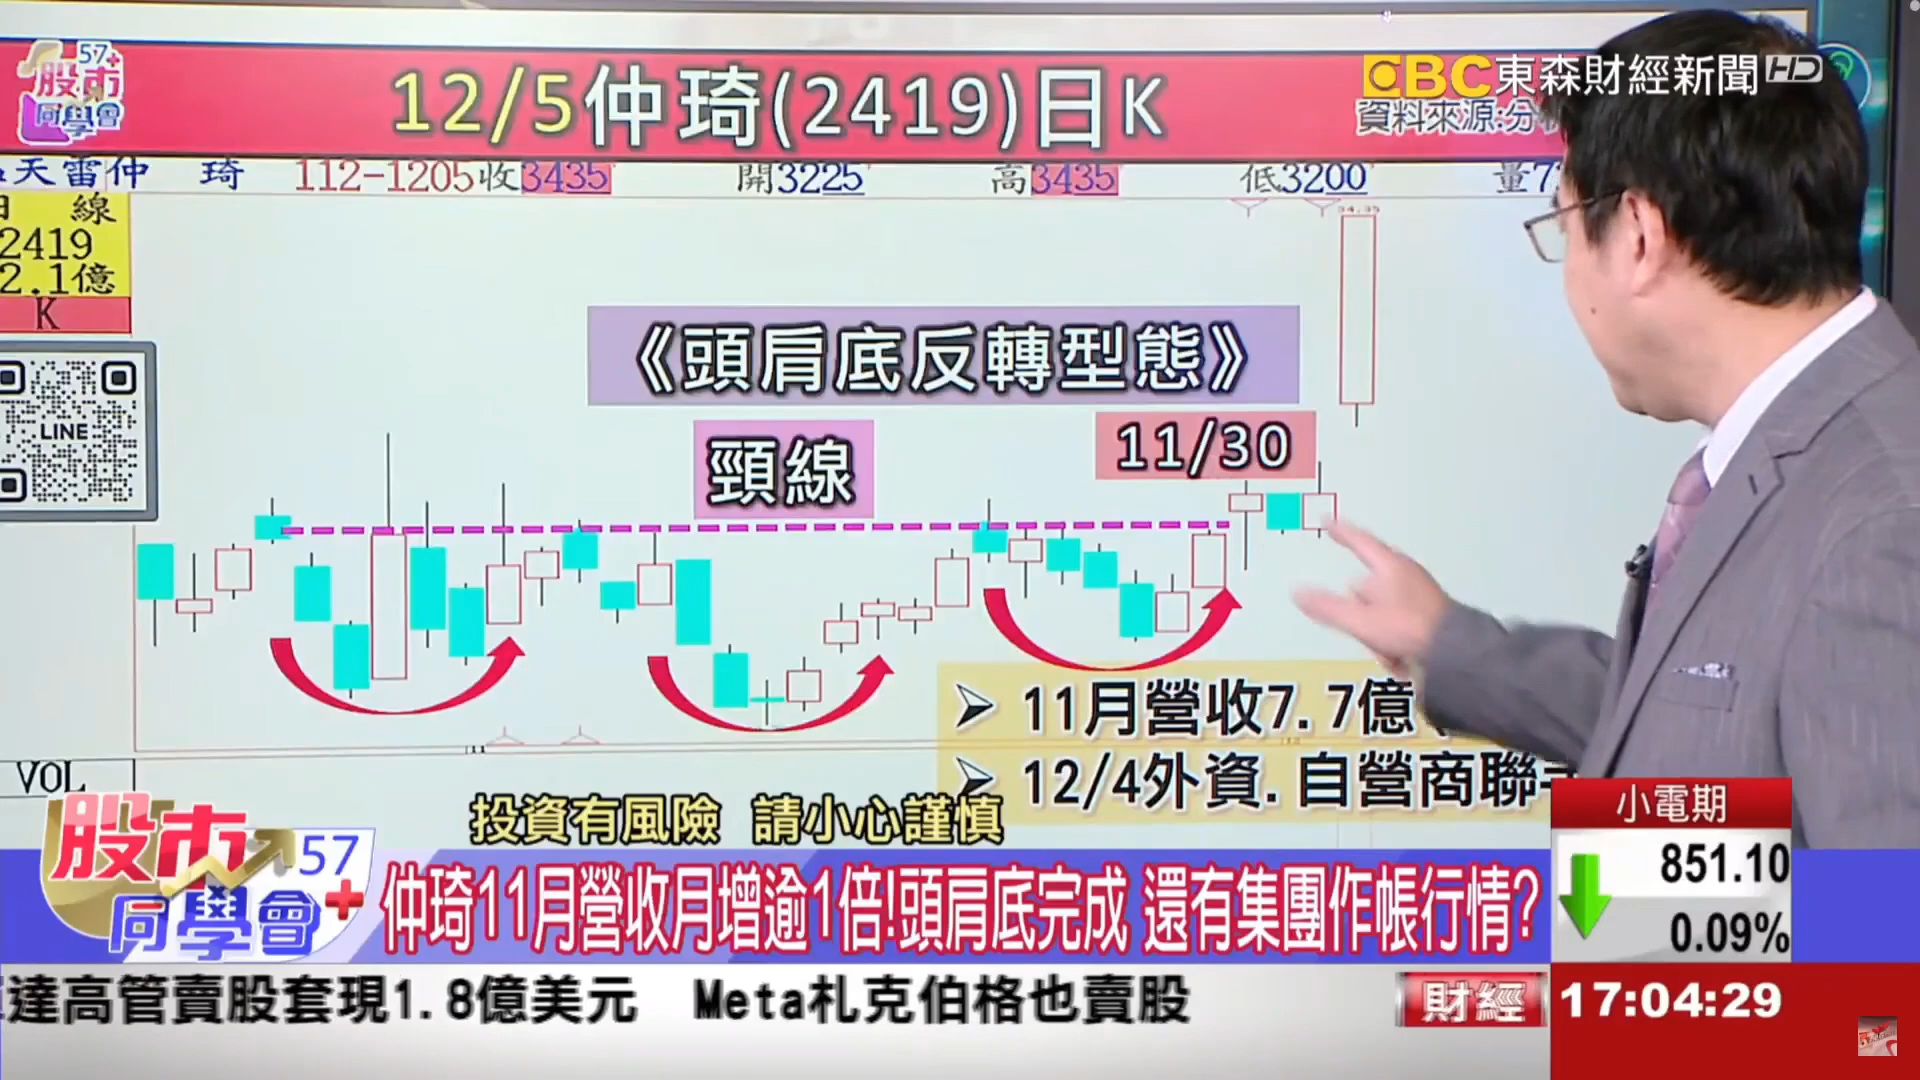 57+
股市
同學會
12/5仲琦(2419)日K
EBC東森財經新聞HD
資料來源:分
天雷仲 琦 112-1205收3435 開3225 高3435 低3200 量7
線
2419
2.1億
K
LINE
34.35
《頭肩底反轉型態》
頸線
11/30
11月營收7.7億
12/4外資.自營商聯
VOL
投資有風險 請小心謹慎
股市
同學會
57+
仲琦11月營收月增逾1倍!頭肩底完成 還有集團作帳行情?
小電期
851.10
0.09%
達高管賣股套現1.8億美元 Meta札克伯格也賣股
財經
17:04:29